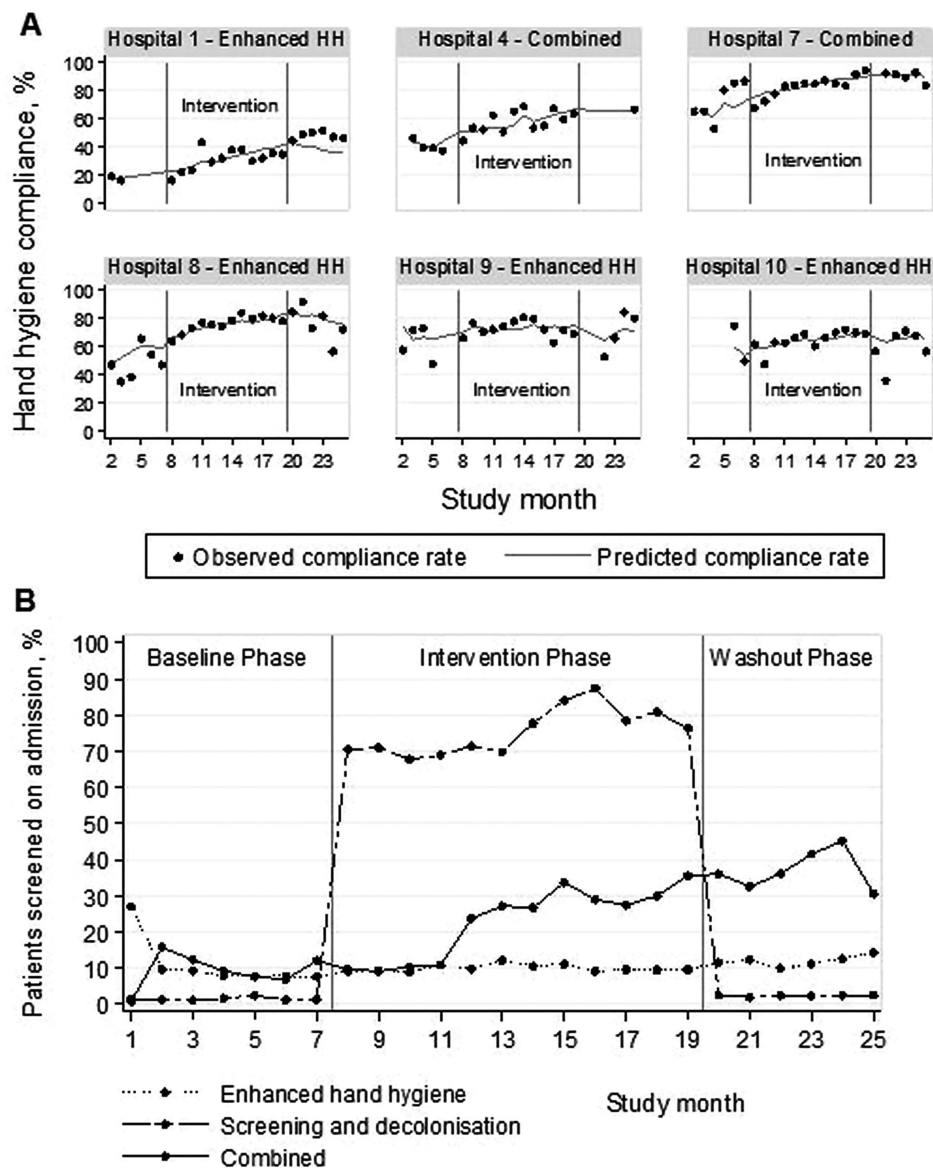 A
Hospital 1 - Enhanced HH
Hospital 4 - Combined
Hospital 7 - Combined
Hand hygiene compliance, %
100
80
60
40
20
0
Intervention
Intervention
Intervention
Hospital 8 - Enhanced HH
Hospital 9 - Enhanced HH
Hospital 10 - Enhanced HH
100
80
60
40
20
0
Intervention
Intervention
Intervention
2 5 8 11 14 17 20 23
2 5 8 11 14 17 20 23
2 5 8 11 14 17 20 23
Study month
Observed compliance rate
Predicted compliance rate
B
Patients screened on admission, %
100
90
80
70
60
50
40
30
20
10
0
Baseline Phase
Intervention Phase
Washout Phase
1 3 5 7 9 11 13 15 17 19 21 23 25
Study month
Enhanced hand hygiene
Screening and decolonisation
Combined